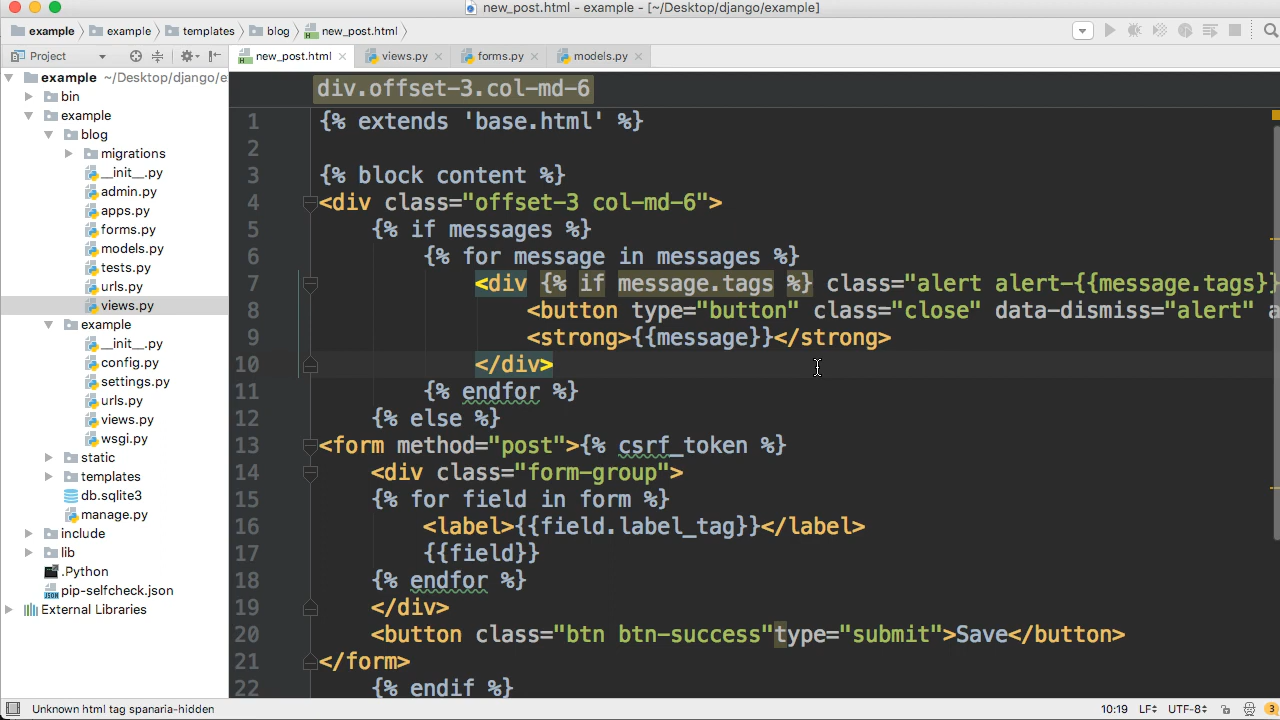 new_post.html - example - [~/Desktop/django/example]
example example templates blog new_post.html
Project
new_post.html views.py forms.py models.py
example ~/Desktop/django/e
bin
example
blog
migrations
__init__.py
admin.py
apps.py
forms.py
models.py
tests.py
urls.py
views.py
example
__init__.py
config.py
settings.py
urls.py
views.py
wsgi.py
static
templates
db.sqlite3
manage.py
include
lib
.Python
pip-selfcheck.json
External Libraries
div.offset-3.col-md-6
1 {% extends 'base.html' %}
2
3 {% block content %}
4 <div class="offset-3 col-md-6">
5 {% if messages %}
6 {% for message in messages %}
7 <div {% if message.tags %} class="alert alert-{{message.tags}}
8 <button type="button" class="close" data-dismiss="alert" a
9 <strong>{{message}}</strong>
10 </div>
11 {% endfor %}
12 {% else %}
13 <form method="post">{% csrf_token %}
14 <div class="form-group">
15 {% for field in form %}
16 <label>{{field.label_tag}}</label>
17 {{field}}
18 {% endfor %}
19 </div>
20 <button class="btn btn-success"type="submit">Save</button>
21 </form>
22 {% endif %}
Unknown html tag spanaria-hidden 10:19 LF UTF-8 3